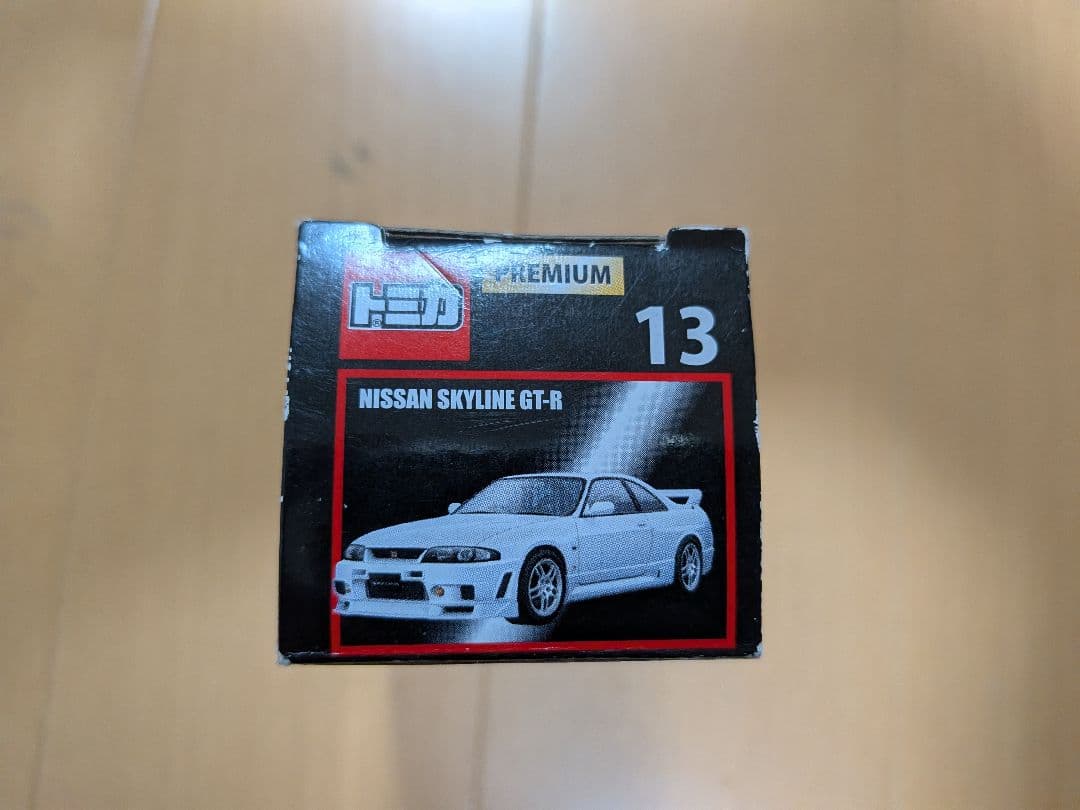 トミカ
PREMIUM
13
NISSAN SKYLINE GT-R